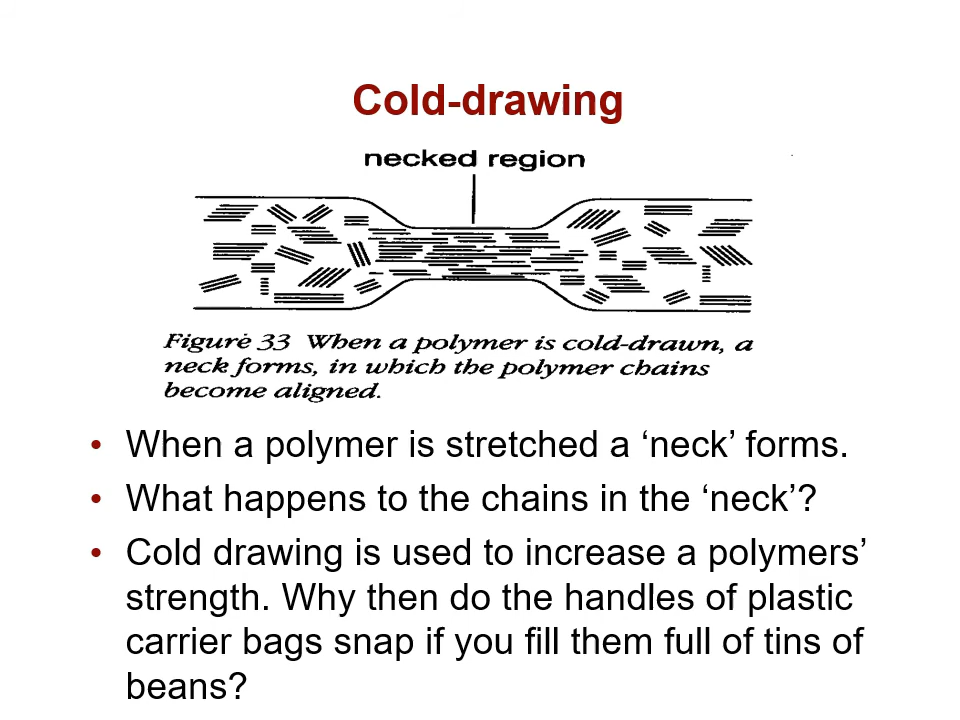 Cold-drawing
necked region
Figure 33 When a polymer is cold-drawn, a
neck forms, in which the polymer chains
become aligned.
• When a polymer is stretched a ‘neck’ forms.
• What happens to the chains in the ‘neck’?
• Cold drawing is used to increase a polymers’
strength. Why then do the handles of plastic
carrier bags snap if you fill them full of tins of
beans?